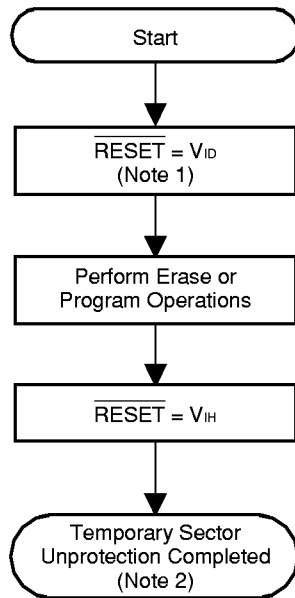 Start
RESET = VID
(Note 1)
Perform Erase or
Program Operations
RESET = VIH
Temporary Sector
Unprotection Completed
(Note 2)